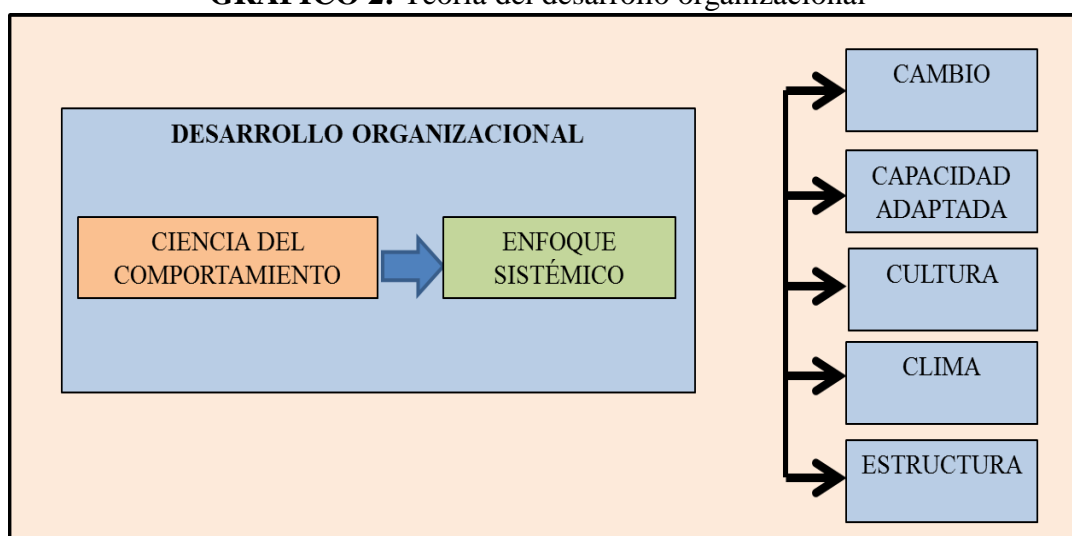 GRÁFICO 2: Teoría del desarrollo organizacional
DESARROLLO ORGANIZACIONAL
CIENCIA DEL
COMPORTAMIENTO
ENFOQUE
SISTÉMICO
CAMBIO
CAPACIDAD
ADAPTADA
CULTURA
CLIMA
ESTRUCTURA